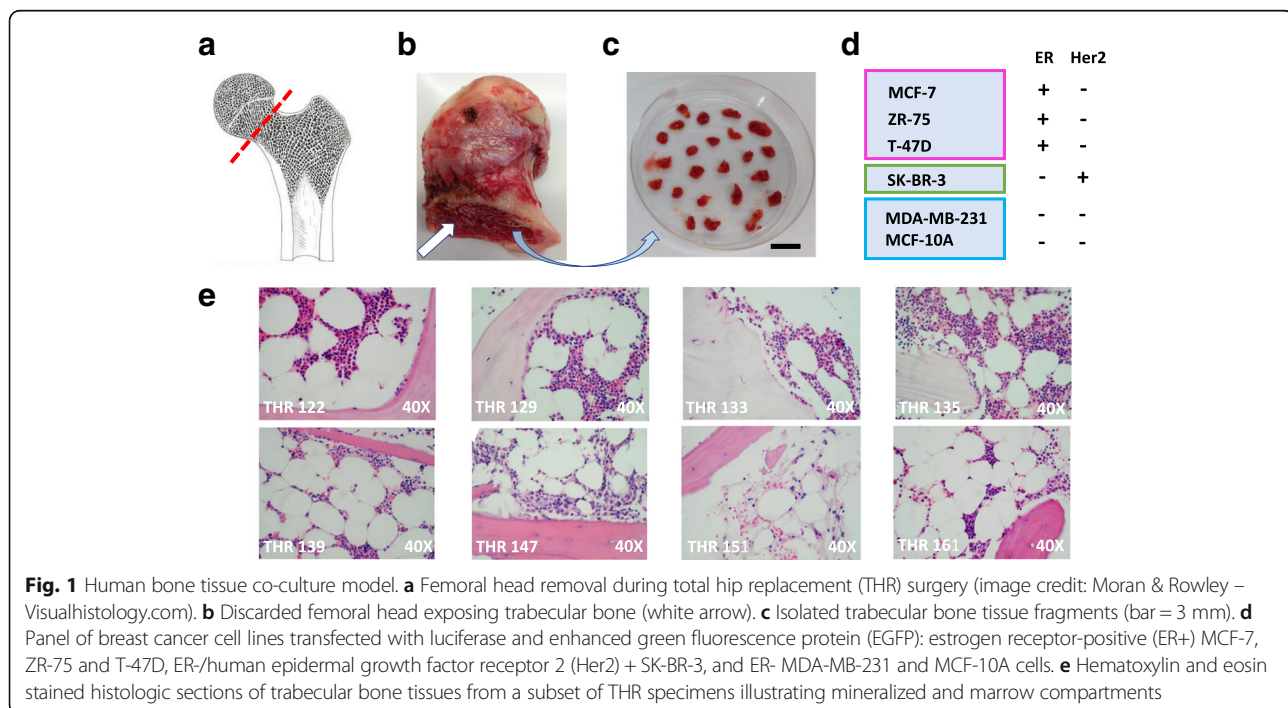 a
b
c
d
ER Her2
MCF-7 + -
ZR-75 + -
T-47D + -
SK-BR-3 - +
MDA-MB-231 - -
MCF-10A - -
e
THR 122 40X
THR 129 40X
THR 133 40X
THR 135 40X
THR 139 40X
THR 147 40X
THR 151 40X
THR 161 40X
Fig. 1 Human bone tissue co-culture model. a Femoral head removal during total hip replacement (THR) surgery (image credit: Moran & Rowley –
Visualhistology.com). b Discarded femoral head exposing trabecular bone (white arrow). c Isolated trabecular bone tissue fragments (bar = 3 mm). d
Panel of breast cancer cell lines transfected with luciferase and enhanced green fluorescence protein (EGFP): estrogen receptor-positive (ER+) MCF-7,
ZR-75 and T-47D, ER-/human epidermal growth factor receptor 2 (Her2) + SK-BR-3, and ER- MDA-MB-231 and MCF-10A cells. e Hematoxylin and eosin
stained histologic sections of trabecular bone tissues from a subset of THR specimens illustrating mineralized and marrow compartments